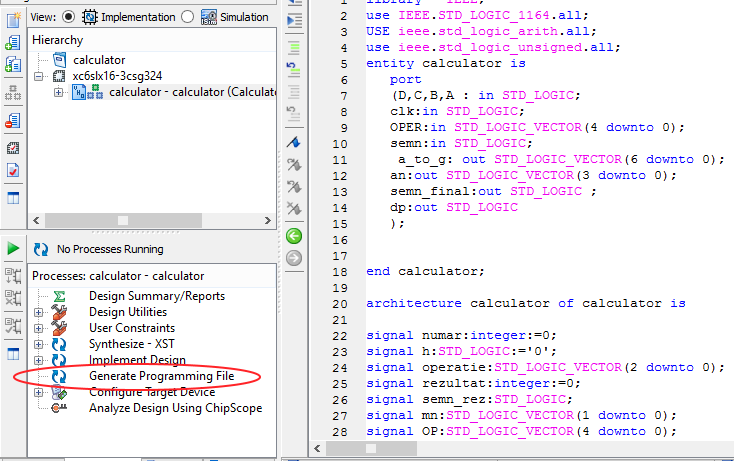 View: Implementation Simulation
Hierarchy
calculator
xc6slx16-3csg324
calculator - calculator (Calculato
No Processes Running
Processes: calculator - calculator
Design Summary/Reports
Design Utilities
User Constraints
Synthesize - XST
Implement Design
Generate Programming File
Configure Target Device
Analyze Design Using ChipScope
1 library IEEE;
2 use IEEE.STD_LOGIC_1164.all;
3 USE ieee.std_logic_arith.all;
4 use ieee.std_logic_unsigned.all;
5 entity calculator is
6 port
7 (D,C,B,A : in STD_LOGIC;
8 clk:in STD_LOGIC;
9 OPER:in STD_LOGIC_VECTOR(4 downto 0);
10 semn:in STD_LOGIC;
11 a_to_g: out STD_LOGIC_VECTOR(6 downto 0);
12 an:out STD_LOGIC_VECTOR(3 downto 0);
13 semn_final:out STD_LOGIC ;
14 dp:out STD_LOGIC
15 );
16
17
18 end calculator;
19
20 architecture calculator of calculator is
21
22 signal numar:integer:=0;
23 signal h:STD_LOGIC:='0';
24 signal operatie:STD_LOGIC_VECTOR(2 downto 0);
25 signal rezultat:integer:=0;
26 signal semn_rez:STD_LOGIC;
27 signal mn:STD_LOGIC_VECTOR(1 downto 0);
28 signal OP:STD_LOGIC_VECTOR(4 downto 0);